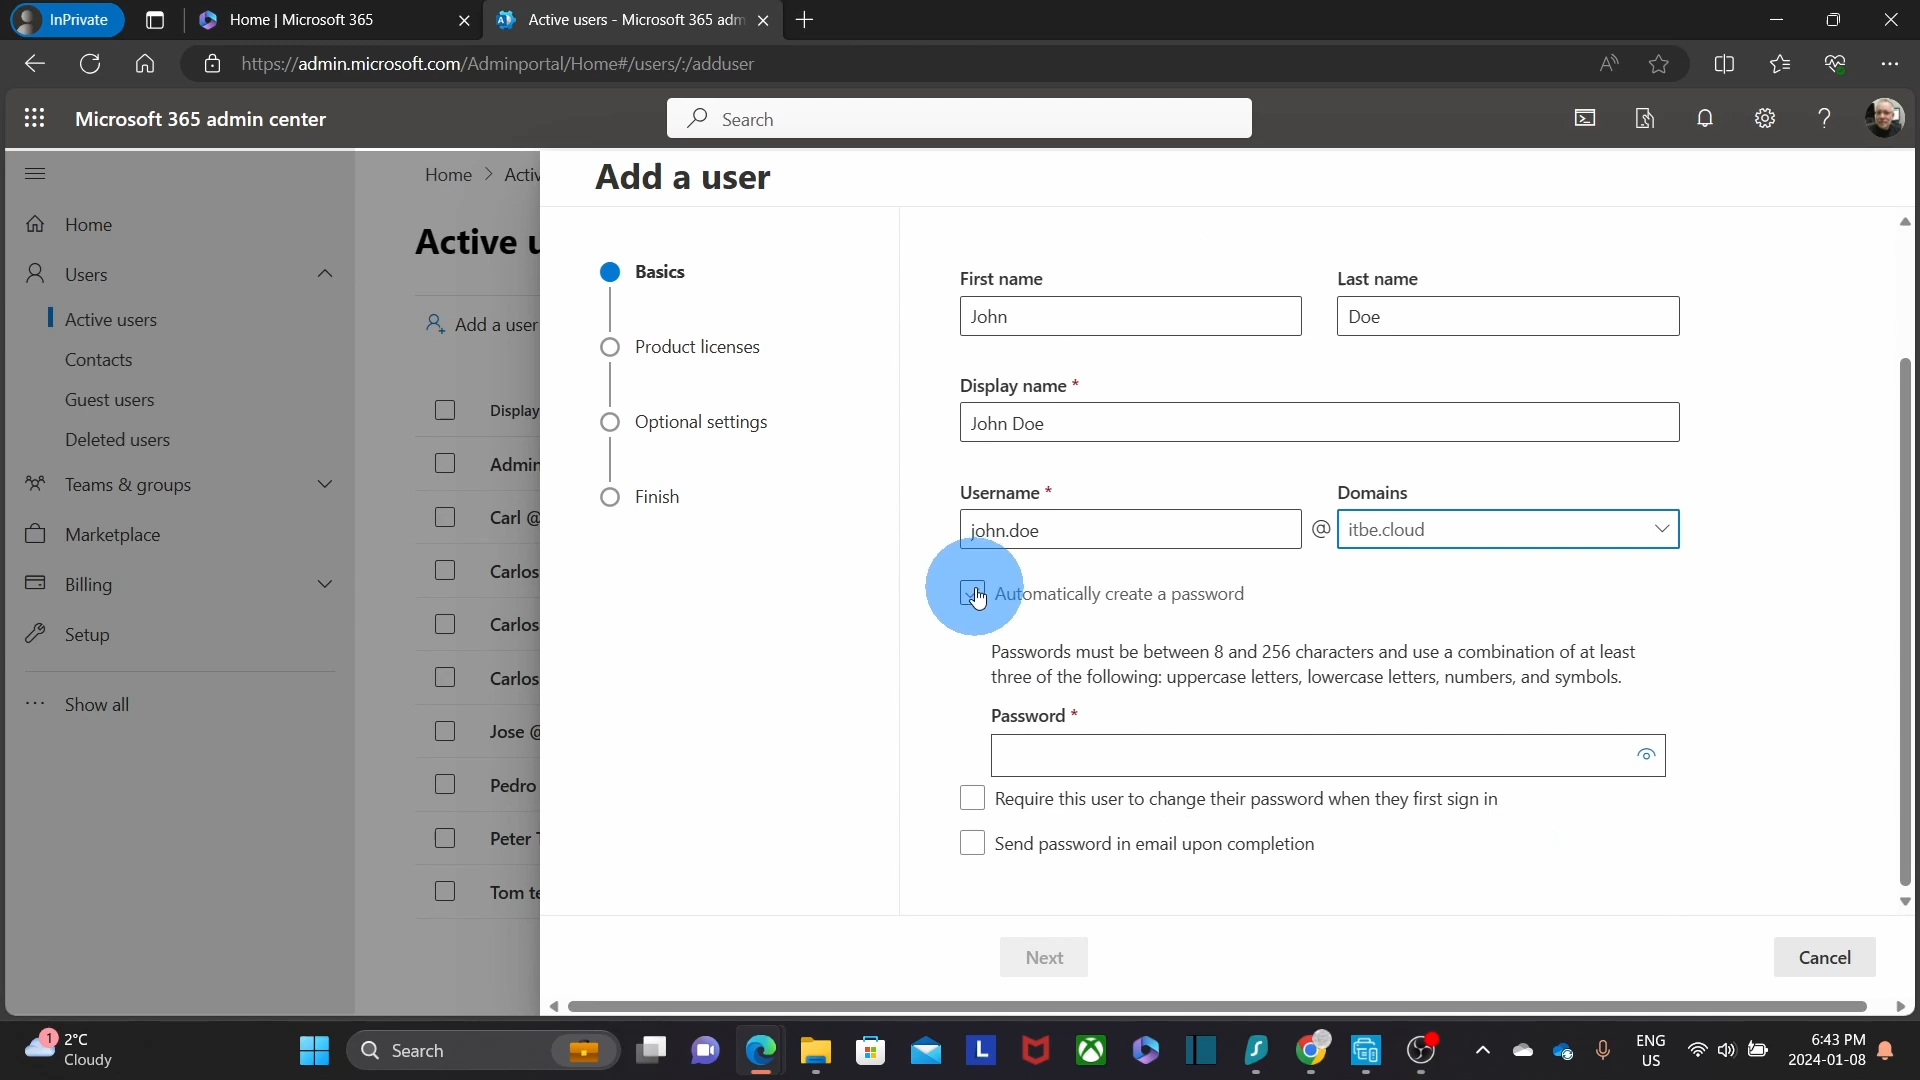 InPrivate
Home | Microsoft 365
Active users - Microsoft 365 adm
https://admin.microsoft.com/Adminportal/Home#/users/:/adduser
Microsoft 365 admin center
Search
Home
Users
Active users
Contacts
Guest users
Deleted users
Teams & groups
Marketplace
Billing
Setup
Show all
Home > Activ
Active u
Add a user
Display
Admin
Carl @
Carlos
Carlos
Carlos
Jose @
Pedro
Peter T
Tom te
Add a user
Basics
Product licenses
Optional settings
Finish
First name
Last name
John
Doe
Display name *
John Doe
Username *
Domains
john.doe
@
itbe.cloud
Automatically create a password
Passwords must be between 8 and 256 characters and use a combination of at least
three of the following: uppercase letters, lowercase letters, numbers, and symbols.
Password *
Require this user to change their password when they first sign in
Send password in email upon completion
Next
Cancel
1
2°C
Cloudy
Search
L
ENG
US
6:43 PM
2024-01-08